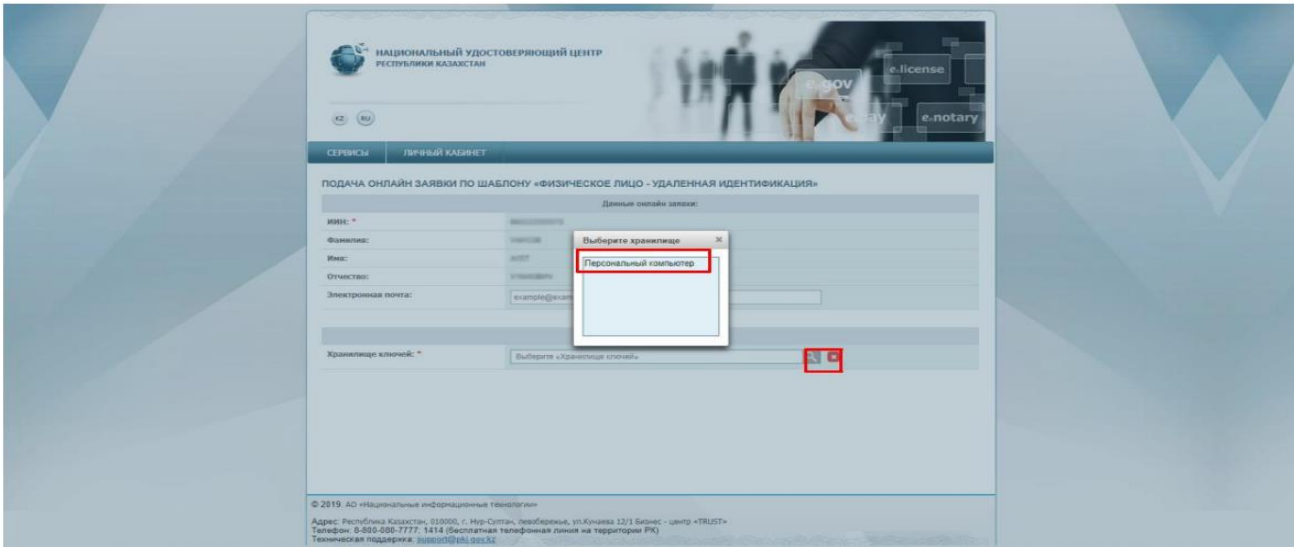 НАЦИОНАЛЬНЫЙ УДОСТОВЕРЯЮЩИЙ ЦЕНТР
РЕСПУБЛИКИ КАЗАХСТАН
e.gov
e-license
e-notary
KZ RU
СЕРВИСЫ ЛИЧНЫЙ КАБИНЕТ
ПОДАЧА ОНЛАЙН ЗАЯВКИ ПО ШАБЛОНУ «ФИЗИЧЕСКОЕ ЛИЦО - УДАЛЕННАЯ ИДЕНТИФИКАЦИЯ»
Данные онлайн заявки:
ИИН: *
Фамилия:
Имя:
Отчество:
Электронная почта: example@exam
Выберите хранилище
Персональный компьютер
Хранилище ключей: * Выберите «Хранилище ключей»
© 2019 АО «Национальные информационные технологии»
Адрес: Республика Казахстан, 010000, г. Нур-Султан, левобережье, ул.Кунаева 12/1 Бизнес - центр «TRUST»
Телефон: 8-800-080-7777; 1414 (бесплатная телефонная линия на территории РК)
Техническая поддержка: support@pki.gov.kz